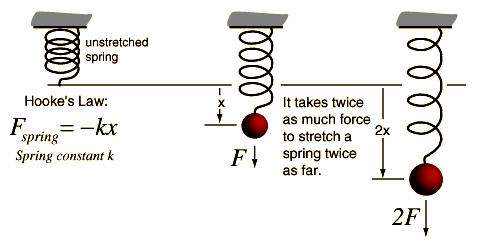 unstretched
spring
Hooke's Law:
F_spring = −kx
Spring constant k
x
F
It takes twice
as much force
to stretch a
spring twice
as far.
2x
2F